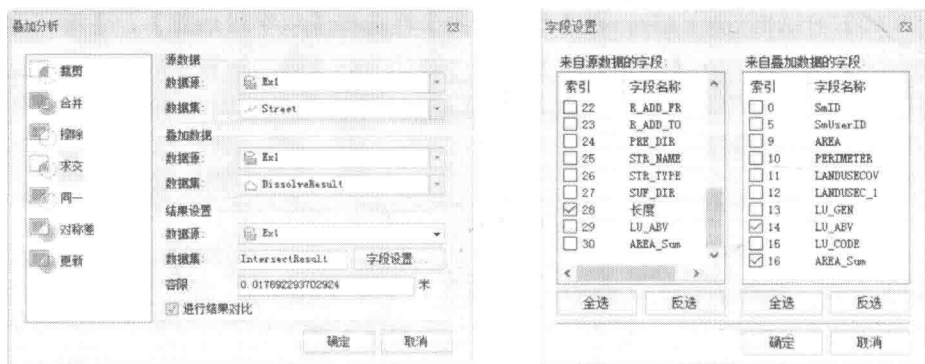 叠加分析
裁剪
合并
擦除
求交
同一
对称差
更新
源数据
数据源: Ex1
数据集: Street
叠加数据
数据源: Ex1
数据集: DissolveResult
结果设置
数据源: Ex1
数据集: IntersectResult 字段设置
容限: 0.017692293702924 米
进行结果对比
确定 取消
字段设置
来自源数据的字段
索引 字段名称
22 R_ADD_FR
23 R_ADD_TO
24 PRE_DIR
25 STR_NAME
26 STR_TYPE
27 SUF_DIR
28 长度
29 LU_ABV
30 AREA_Sum
全选 反选
来自叠加数据的字段
索引 字段名称
0 SmID
5 SmUserID
9 AREA
10 PERIMETER
11 LANDUSECOV
12 LANDUSEC_1
13 LU_GEN
14 LU_ABV
15 LU_CODE
16 AREA_Sum
全选 反选
确定 取消